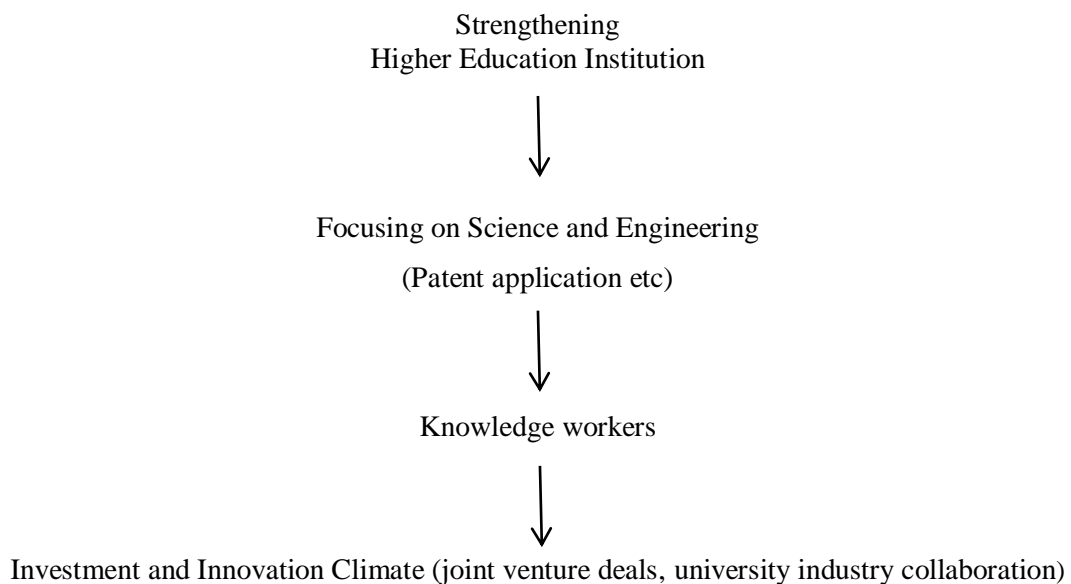 Strengthening
Higher Education Institution
Focusing on Science and Engineering
(Patent application etc)
Knowledge workers
Investment and Innovation Climate (joint venture deals, university industry collaboration)